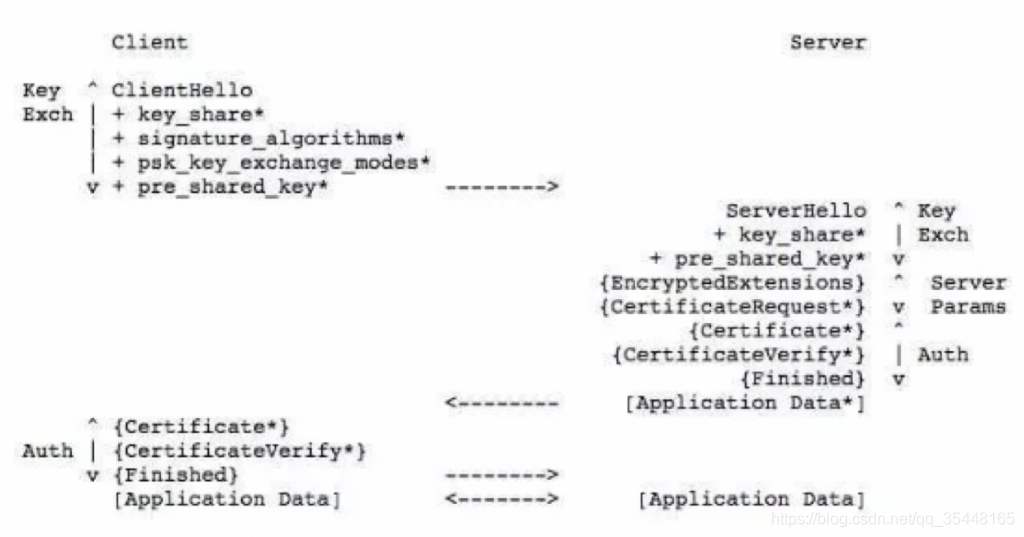 Client Server
Key ^ ClientHello
Exch | + key_share*
| + signature_algorithms*
| + psk_key_exchange_modes*
v + pre_shared_key* -------->
ServerHello ^ Key
+ key_share* | Exch
+ pre_shared_key* v
{EncryptedExtensions} ^ Server
{CertificateRequest*} v Params
{Certificate*} ^
{CertificateVerify*} | Auth
{Finished} v
<-------- [Application Data*]
^ {Certificate*}
Auth | {CertificateVerify*}
v {Finished} -------->
[Application Data] <-------> [Application Data]
https://blog.csdn.net/qq_35448165